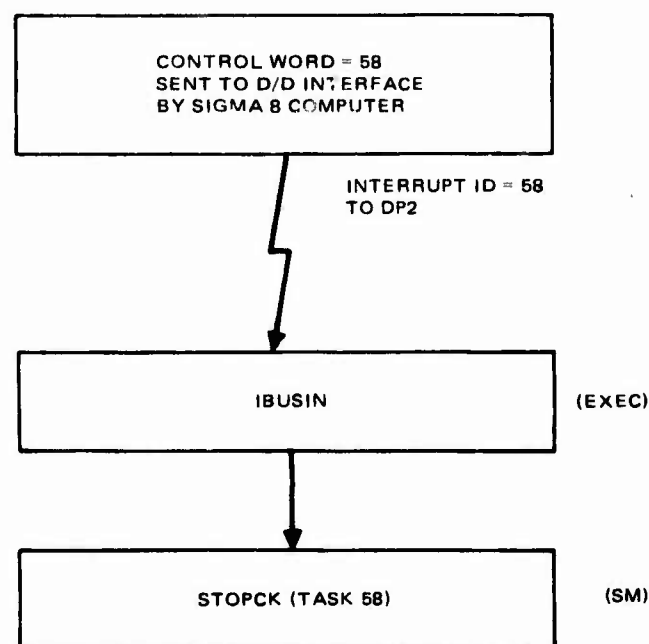 CONTROL WORD = 58
SENT TO D/D INTERFACE
BY SIGMA 8 COMPUTER
INTERRUPT ID = 58
TO DP2
IBUSIN
(EXEC)
STOPCK (TASK 58)
(SM)